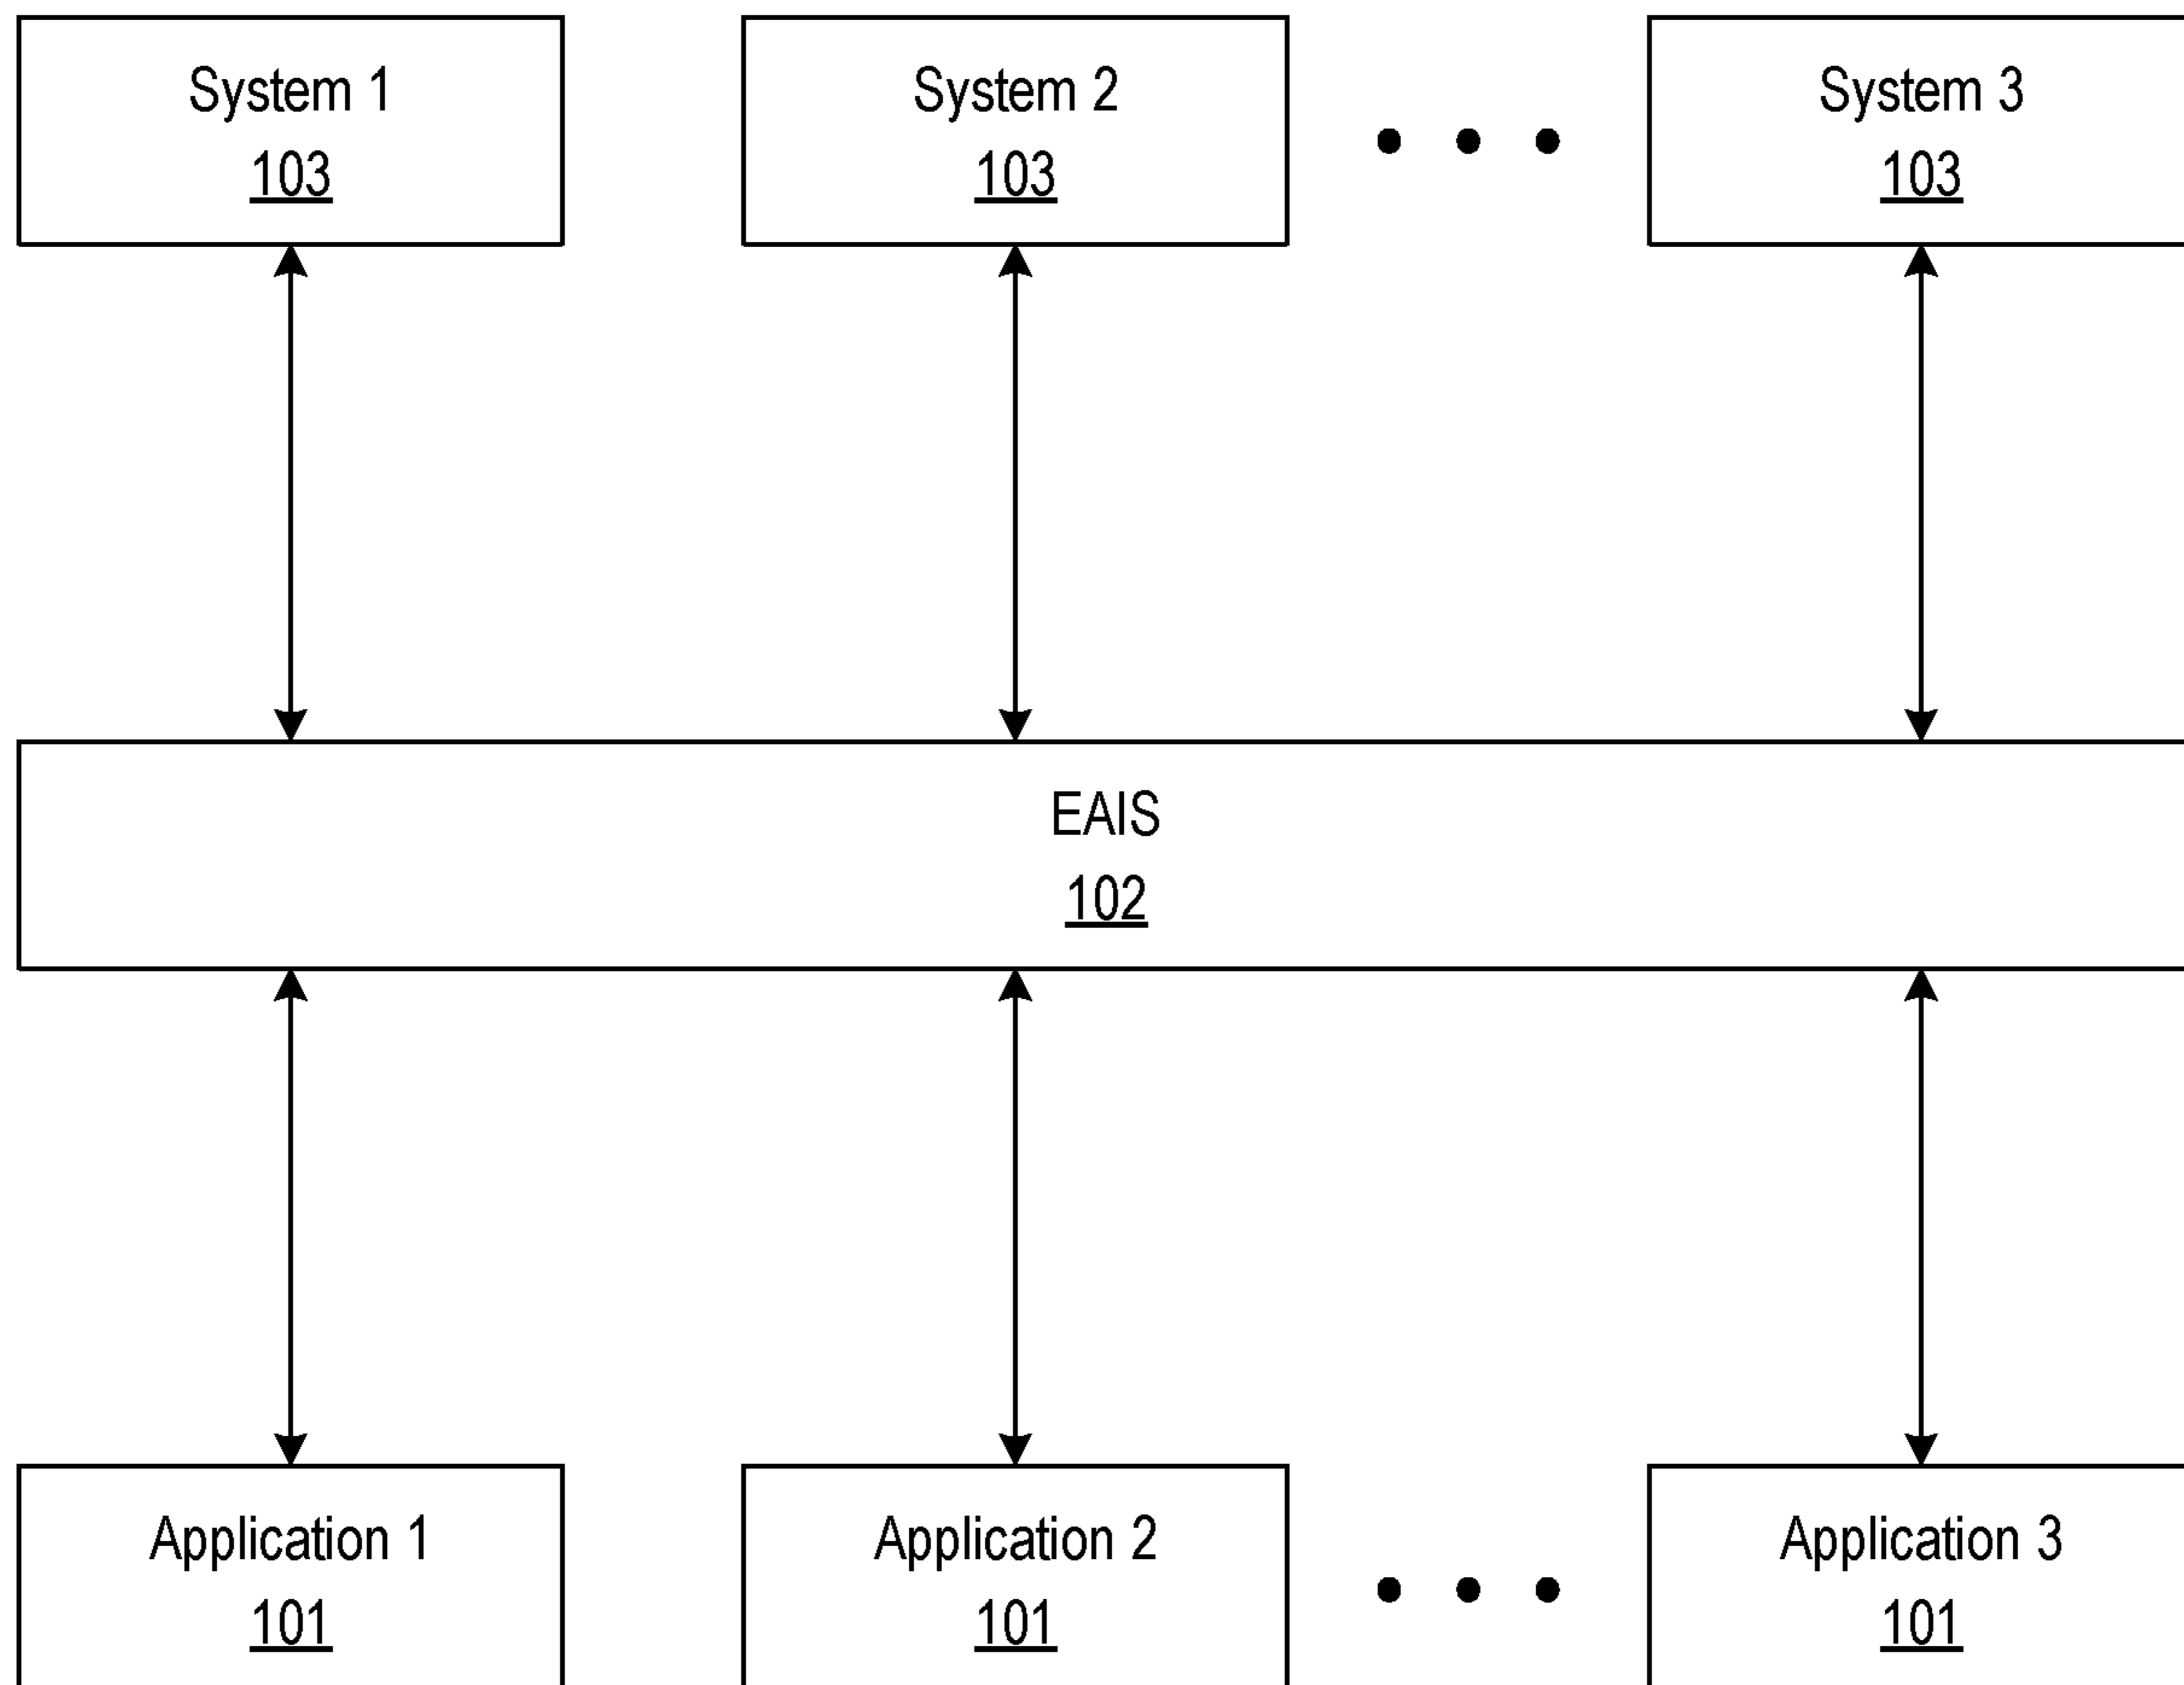 System 1
103
System 2
103
System 3
103
EAIS
102
Application 1
101
Application 2
101
Application 3
101